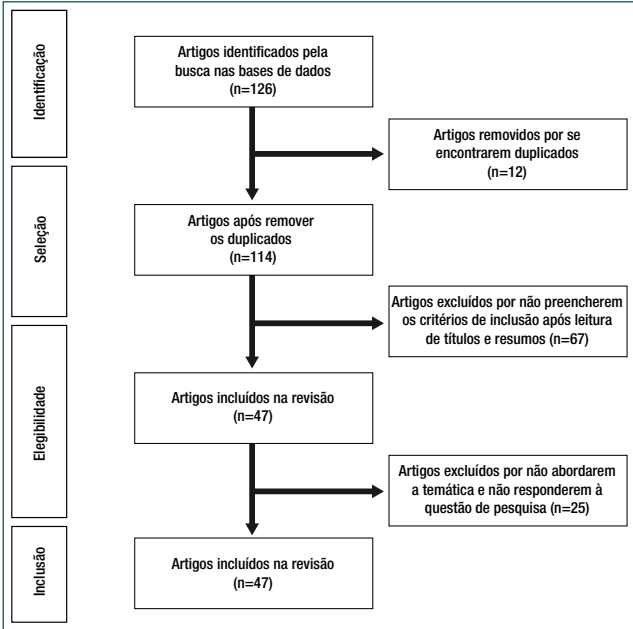 Identificação
Artigos identificados pela
busca nas bases de dados
(n=126)
Artigos removidos por se
encontrarem duplicados
(n=12)
Seleção
Artigos após remover
os duplicados
(n=114)
Artigos excluídos por não preencherem
os critérios de inclusão após leitura
de títulos e resumos (n=67)
Elegibilidade
Artigos incluídos na revisão
(n=47)
Artigos excluídos por não abordarem
a temática e não responderem à
questão de pesquisa (n=25)
Inclusão
Artigos incluídos na revisão
(n=47)